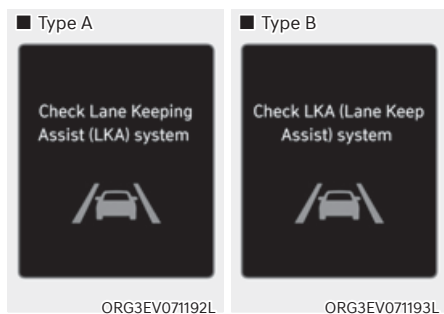 ■ Type A
Check Lane Keeping
Assist (LKA) system
ORG3EV071192L
■ Type B
Check LKA (Lane Keep
Assist) system
ORG3EV071193L